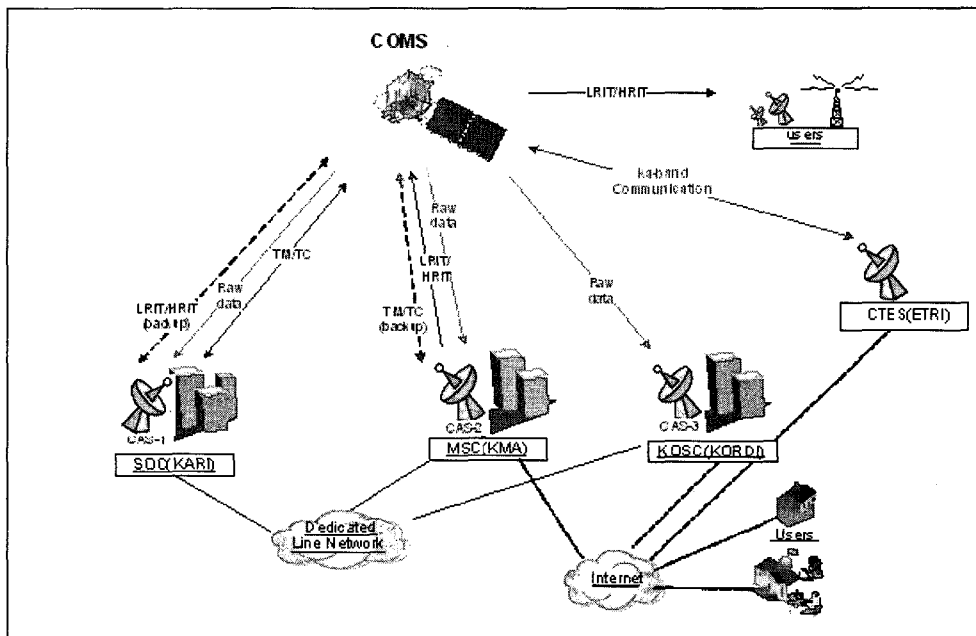 COMS
LRIT/HRIT
users
ka-band
Communication
Raw
data
LRIT/
HRIT
TM/TC
TM/TC
(backup)
Raw
data
LRIT/HRIT
(backup)
Raw
data
CTES(ETRI)
CAS-1
CAS-2
CAS-3
SOC(KARI)
MSC(KMA)
KOSC(KORDI)
Dedicated
Line Network
Internet
Users